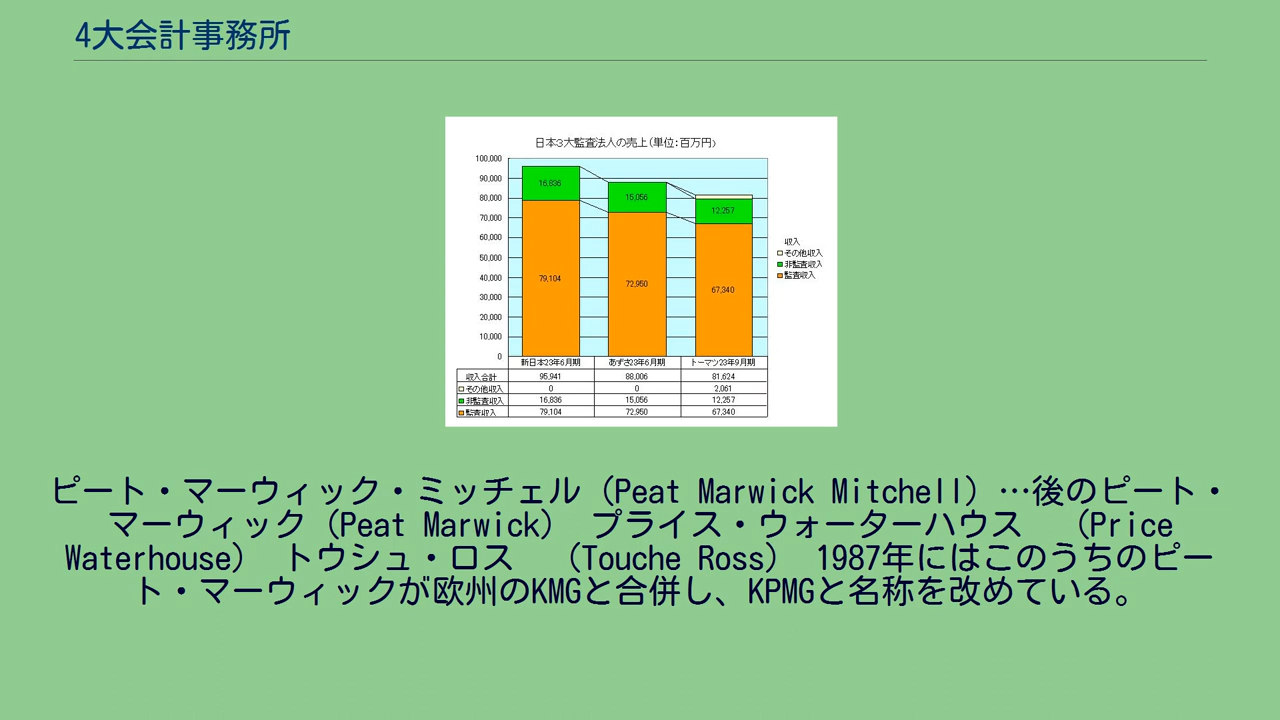 4大会計事務所
日本3大監査法人の売上(単位:百万円)
100,000
90,000
80,000
70,000
60,000
50,000
40,000
30,000
20,000
10,000
0
16,836
15,056
12,257
79,104
72,950
67,340
収入
その他収入
非監査収入
監査収入
新日本23年6月期 あずさ23年6月期 トーマツ23年9月期
収入合計 95,941 88,006 81,624
その他収入 0 0 2,061
非監査収入 16,836 15,056 12,257
監査収入 79,104 72,950 67,340
ピート・マーウィック・ミッチェル(Peat Marwick Mitchell)…後のピート・
マーウィック(Peat Marwick) プライス・ウォーターハウス (Price
Waterhouse) トウシュ・ロス (Touche Ross) 1987年にはこのうちのピー
ト・マーウィックが欧州のKMGと合併し、KPMGと名称を改めている。